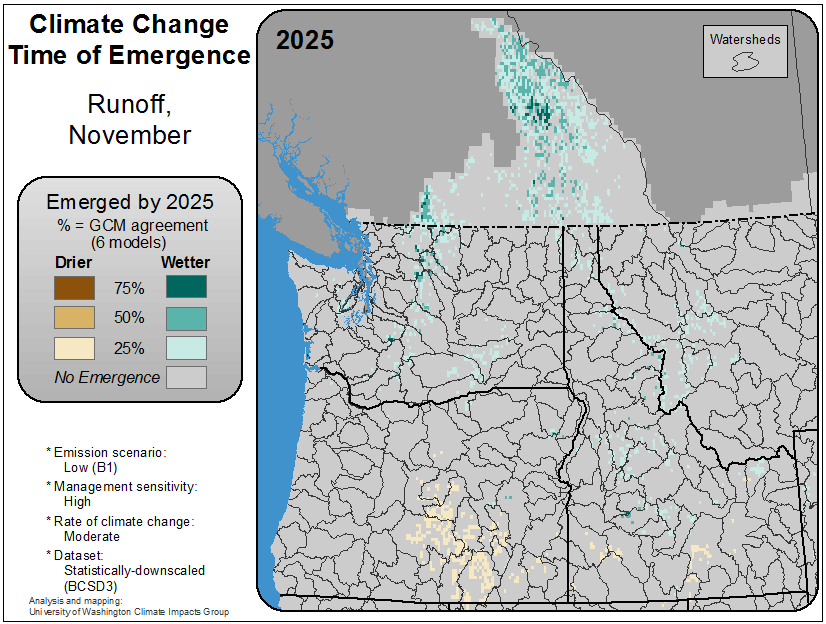 Climate Change
Time of Emergence
Runoff,
November
Emerged by 2025
% = GCM agreement
(6 models)
Drier
Wetter
75%
50%
25%
No Emergence
* Emission scenario:
Low (B1)
* Management sensitivity:
High
* Rate of climate change:
Moderate
* Dataset:
Statistically-downscaled
(BCSD3)
Analysis and mapping:
University of Washington Climate Impacts Group
2025
Watersheds